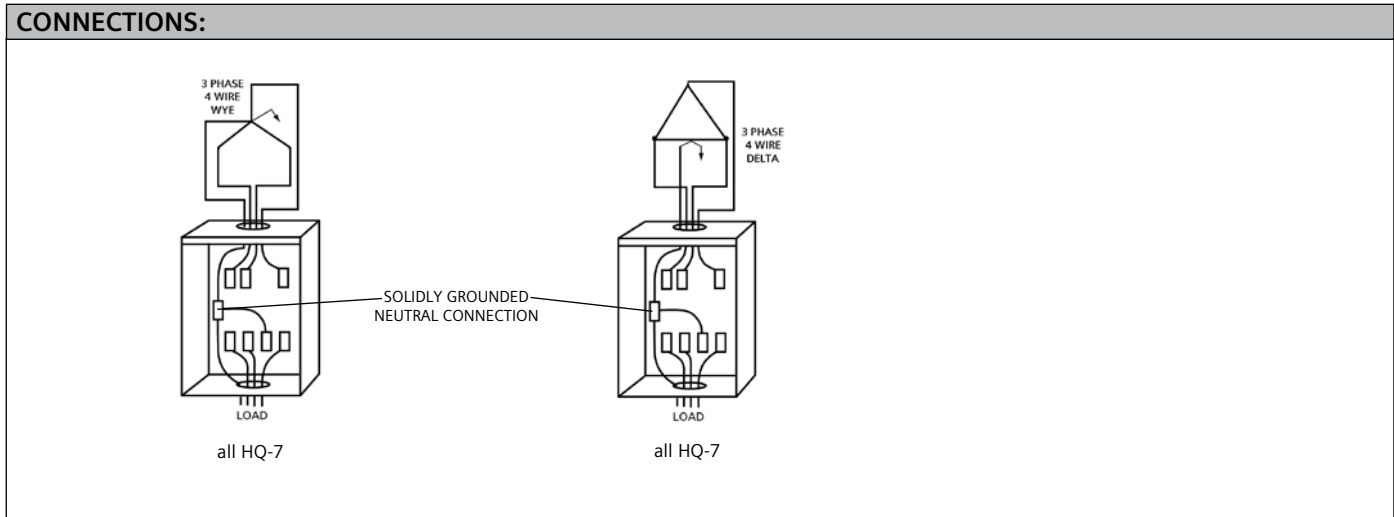 CONNECTIONS:
3 PHASE
4 WIRE
WYE
3 PHASE
4 WIRE
DELTA
SOLIDLY GROUNDED
NEUTRAL CONNECTION
LOAD
LOAD
all HQ-7
all HQ-7